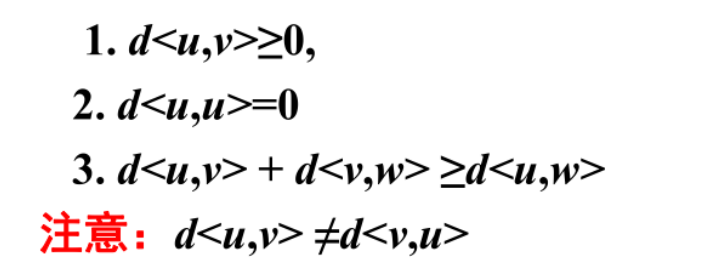 1. d<u,v>≥0,
2. d<u,u>=0
3. d<u,v> + d<v,w> ≥d<u,w>
注意：d<u,v> ≠d<v,u>